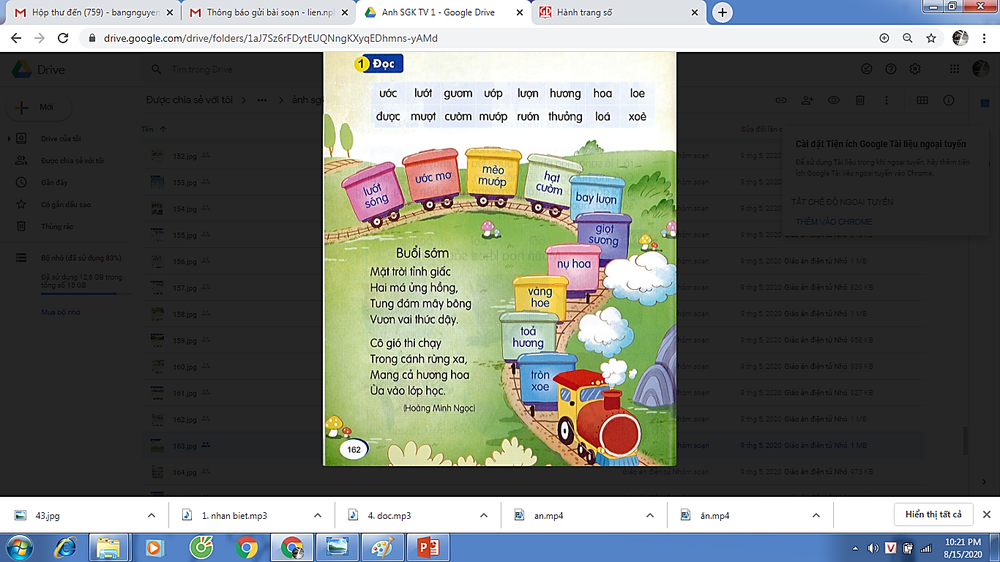 Hộp thư đến (759) - bangnguyen
Thông báo gửi bài soạn - lien.npl
Anh SGK TV 1 - Google Drive
Hành trang số
drive.google.com/drive/folders/1aJ7Sz6rFDytEUQNngKXyqEDhmns-yAMd
Drive
Tìm trong Drive
Mới
Được chia sẻ với tôi
Tên
Drive của tôi
Được chia sẻ với tôi
Gần đây
Có gắn dấu sao
Thùng rác
Bộ nhớ (đã sử dụng 83%)
Đã sử dụng 12,6 GB trong
tổng số 15 GB
Mua bộ nhớ
152.jpg
153.jpg
154.jpg
155.jpg
156.jpg
157.jpg
158.jpg
159.jpg
160.jpg
161.jpg
162.jpg
163.jpg
164.jpg
1 Đọc
ước lướt gươm ướp lượn hương hoa loe
được mượt cườm mướp rướn thưởng loá xoè
lướt
sóng
ước mơ
mèo
mướp
hạt
cườm
bay lượn
giọt
sương
nụ hoa
vàng
hoe
toả
hương
tròn
xoe
Buổi sớm
Mặt trời tỉnh giấc
Hai má ửng hồng,
Tung đám mây bông
Vươn vai thức dậy.
Cô gió thi chạy
Trong cánh rừng xa,
Mang cả hương hoa
Ùa vào lớp học.
(Hoàng Minh Ngọc)
162
Cài đặt Tiện ích Google Tài liệu ngoại tuyến
Để sử dụng Tài liệu trong khi ngoại tuyến, hãy thêm tiện
ích Google Tài liệu ngoại tuyến vào Chrome.
TẮT CHẾ ĐỘ NGOẠI TUYẾN
THÊM VÀO CHROME
9 thg 5, 2020 Giáo án điện tử Nhó 1 MB
9 thg 5, 2020 Giáo án điện tử Nhó 820 KB
9 thg 5, 2020 Giáo án điện tử Nhó 1 MB
9 thg 5, 2020 Giáo án điện tử Nhó 958 KB
9 thg 5, 2020 Giáo án điện tử Nhó 939 KB
9 thg 5, 2020 Giáo án điện tử Nhó 927 KB
9 thg 5, 2020 Giáo án điện tử Nhó 1 MB
9 thg 5, 2020 Giáo án điện tử Nhó 1 MB
Giáo án điện tử Nhóm soạn 9 thg 5, 2020 Giáo án điện tử Nhó 973 KB
43.jpg
1. nhan biet.mp3
4. doc.mp3
an.mp4
ăn.mp4
Hiển thị tất cả
10:21 PM
8/15/2020